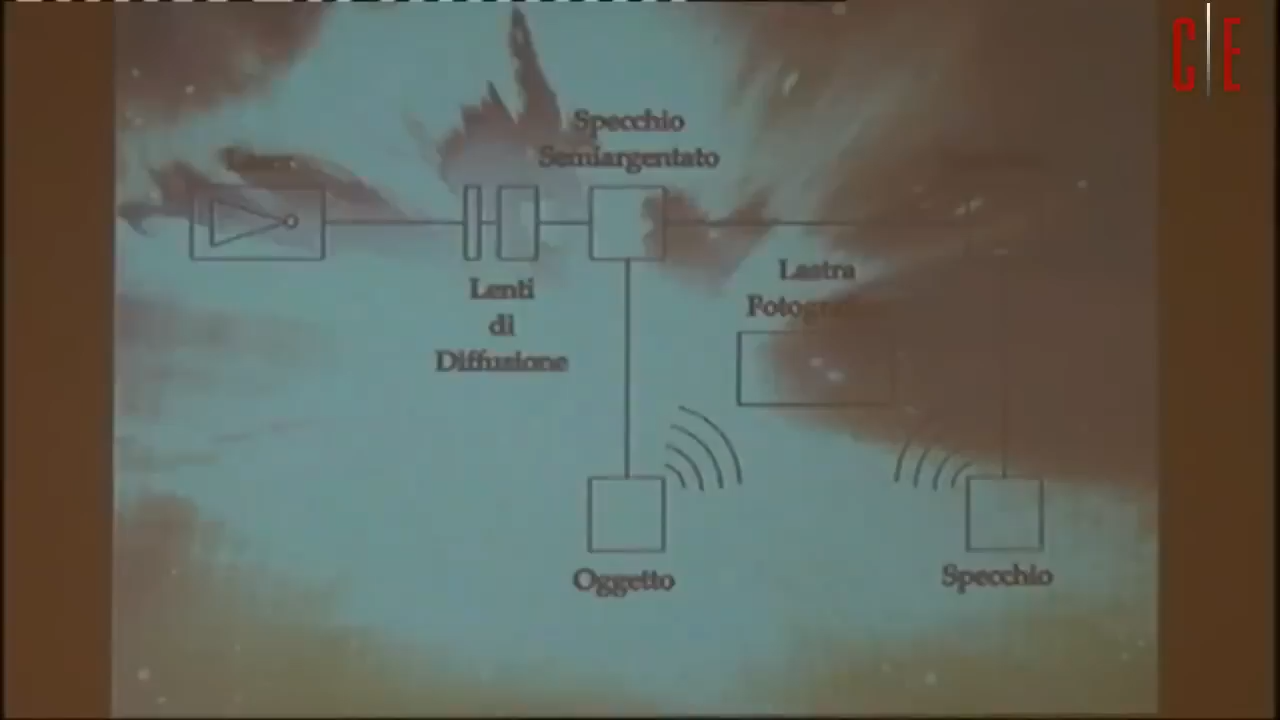 C|E
Specchio
Semiargentato
Lenti
di
Diffusione
Lastra
Oggetto
Specchio